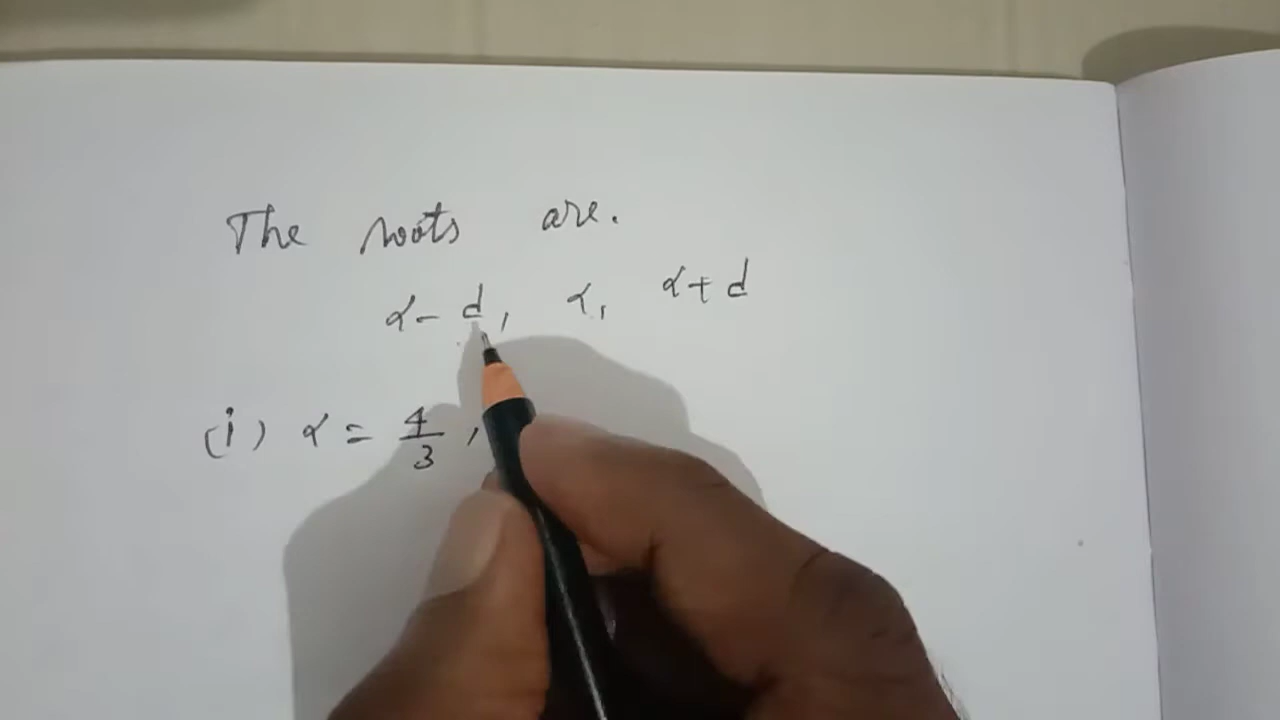 The roots are.
α - d, α, α + d
(i) α = 4/3,